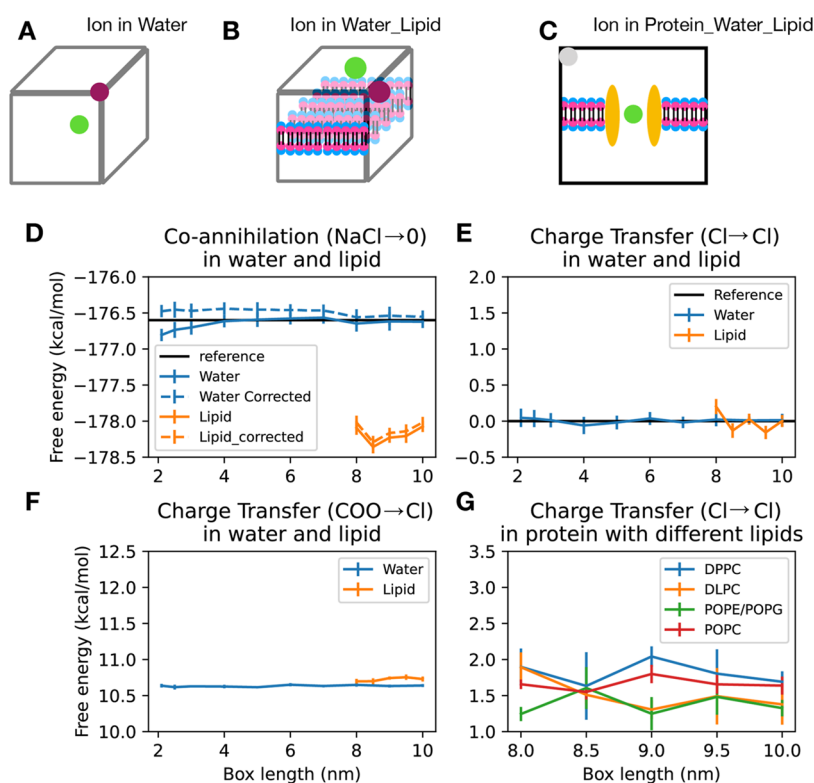 A
Ion in Water
B
Ion in Water_Lipid
C
Ion in Protein_Water_Lipid
D
Co-annihilation (NaCl→0)
in water and lipid
−176.0
−176.5
−177.0
−177.5
−178.0
−178.5
Free energy (kcal/mol)
reference
Water
Water Corrected
Lipid
Lipid_corrected
2
4
6
8
10
E
Charge Transfer (Cl→Cl)
in water and lipid
2.0
1.5
1.0
0.5
0.0
−0.5
Reference
Water
Lipid
2
4
6
8
10
F
Charge Transfer (COO→Cl)
in water and lipid
12.5
12.0
11.5
11.0
10.5
10.0
Free energy (kcal/mol)
Water
Lipid
2
4
6
8
10
Box length (nm)
G
Charge Transfer (Cl→Cl)
in protein with different lipids
3.5
3.0
2.5
2.0
1.5
1.0
DPPC
DLPC
POPE/POPG
POPC
8.0
8.5
9.0
9.5
10.0
Box length (nm)